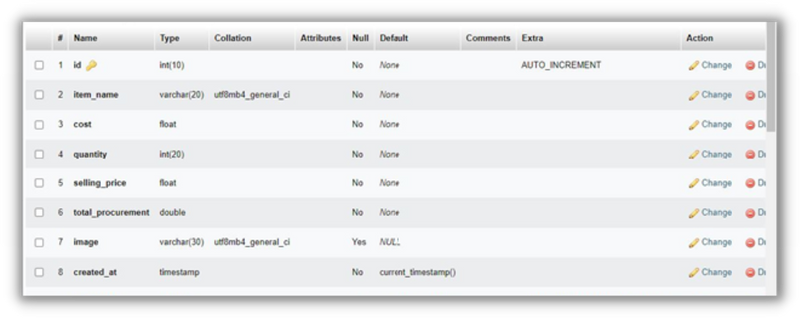 # Name Type Collation Attributes Null Default Comments Extra Action
1 id int(10) No None AUTO_INCREMENT Change
2 item_name varchar(20) utf8mb4_general_ci No None Change
3 cost float No None Change
4 quantity int(20) No None Change
5 selling_price float No None Change
6 total_procurement double No None Change
7 image varchar(30) utf8mb4_general_ci Yes NULL Change
8 created_at timestamp No current_timestamp() Change